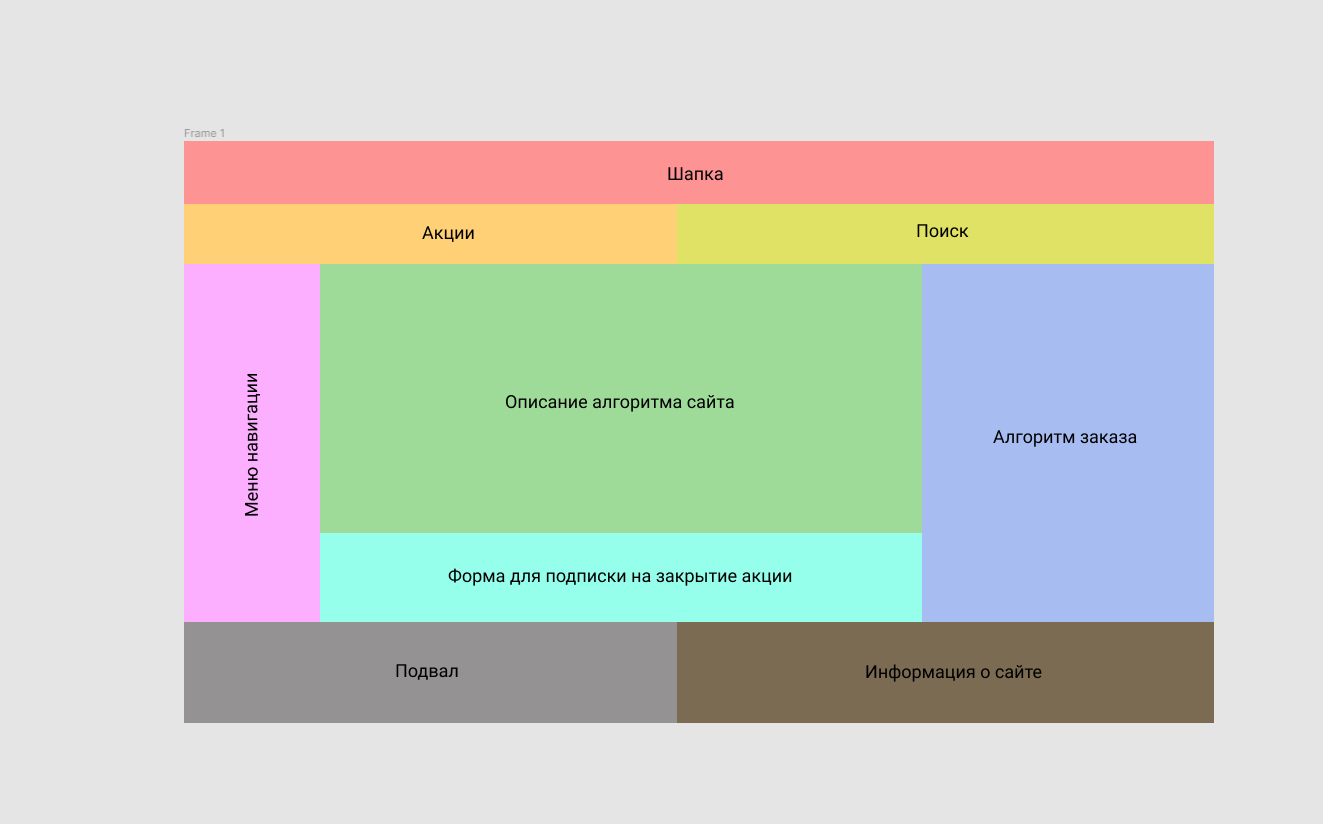 Frame 1
Шапка
Акции
Поиск
Меню навигации
Описание алгоритма сайта
Алгоритм заказа
Форма для подписки на закрытие акции
Подвал
Информация о сайте